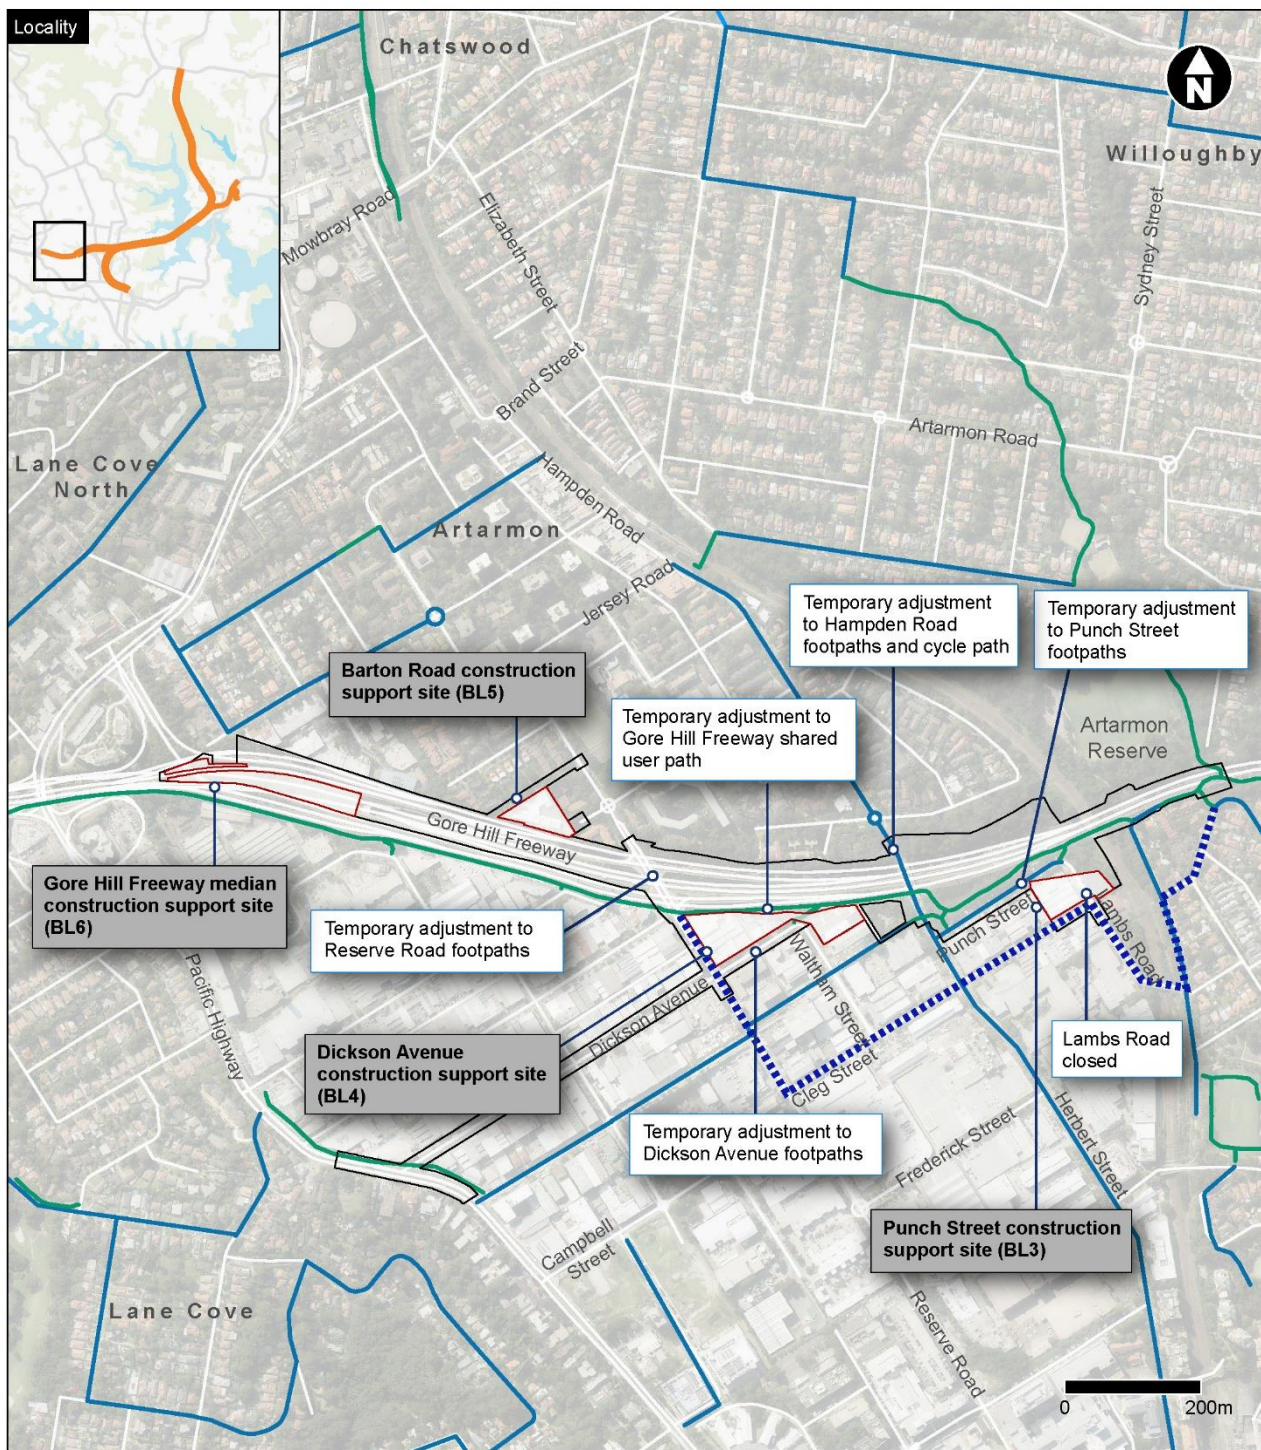 Locality
N
Chatswood
Willoughby
Mowbray Road
Elizabeth Street
Sydney Street
Brand Street
Artarmon Road
Lane Cove
North
Hampden Road
Artarmon
Jersey Road
Temporary adjustment
to Hampden Road
footpaths and cycle path
Temporary adjustment
to Punch Street
footpaths
Barton Road construction
support site (BL5)
Temporary adjustment to
Gore Hill Freeway shared
user path
Artarmon
Reserve
Gore Hill Freeway
Gore Hill Freeway median
construction support site
(BL6)
Temporary adjustment to
Reserve Road footpaths
Punch Street
Lambs Road
Pacific Highway
Waltham Street
Dickson Avenue
Dickson Avenue
construction support site
(BL4)
Cleg Street
Lambs Road
closed
Temporary adjustment to
Dickson Avenue footpaths
Herbert Street
Frederick Street
Punch Street construction
support site (BL3)
Campbell
Street
Lane Cove
Reserve Road
0 200m